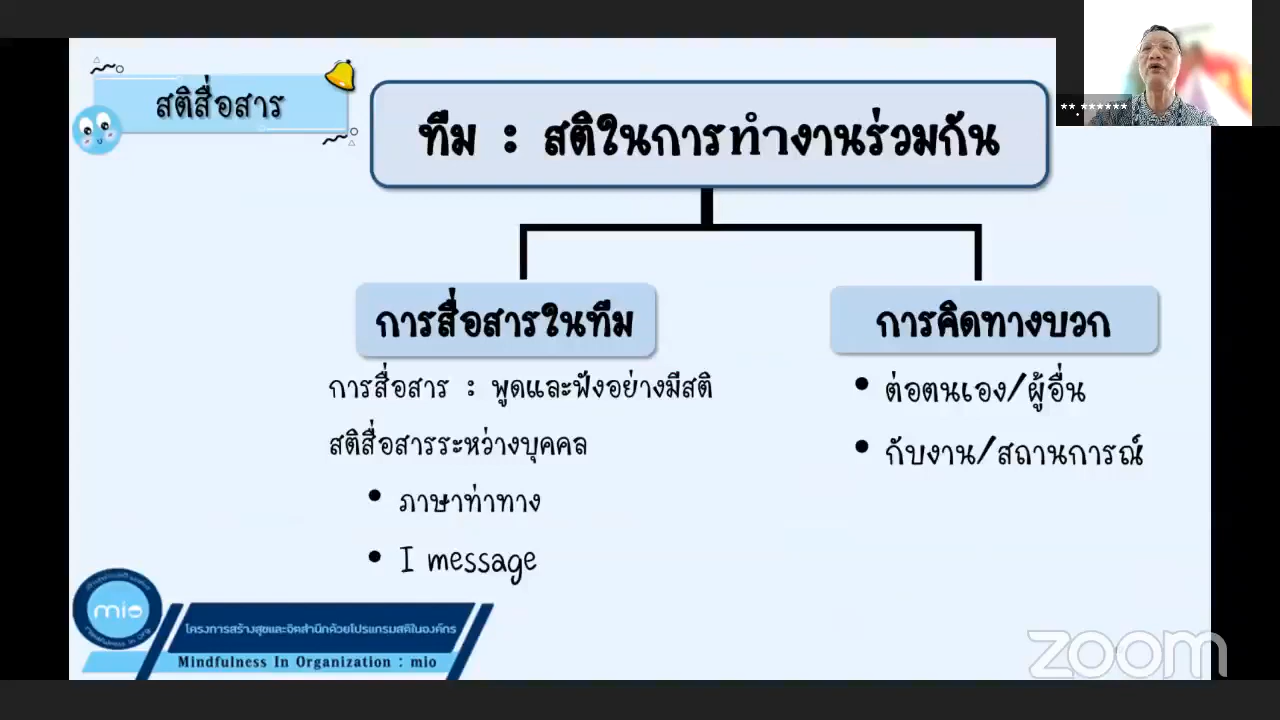 สติสื่อสาร
ทีม : สติในการทำงานร่วมกัน
**.******
การสื่อสารในทีม
การสื่อสาร : พูดและฟังอย่างมีสติ
สติสื่อสารระหว่างบุคคล
• ภาษาท่าทาง
• I message
การคิดทางบวก
• ต่อตนเอง/ผู้อื่น
• กับงาน/สถานการณ์
mio
โครงการสร้างสุขและจิตสำนึกด้วยโปรแกรมสติในองค์กร
Mindfulness In Organization : mio
zoom